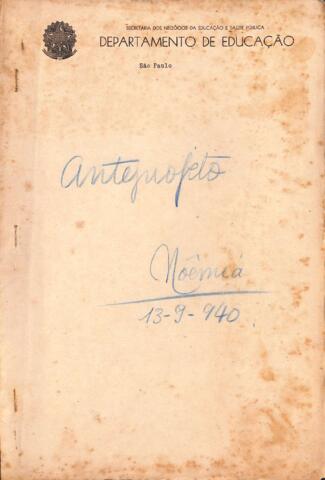 SECRETARIA DOS NEGÓCIOS DA EDUCAÇÃO E SAÚDE PÚBLICA
DEPARTAMENTO DE EDUCAÇÃO
São Paulo
Anteprojeto
Noêmia
13-9-940.